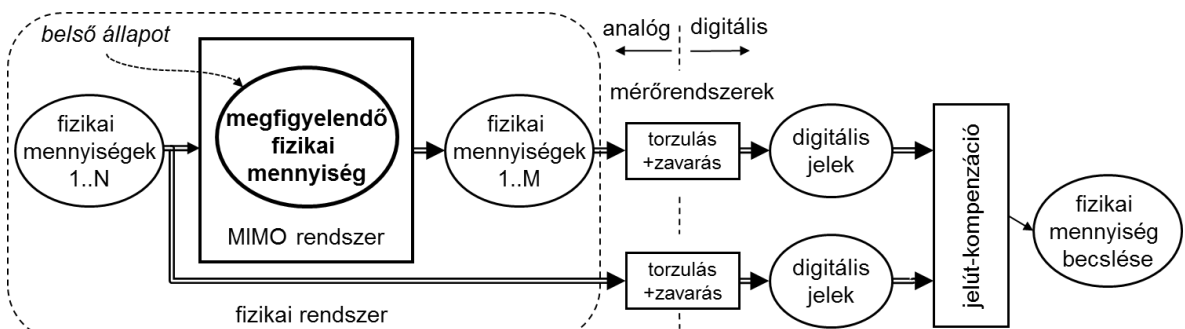 belső állapot
analóg
digitális
fizikai
mennyiségek
1..N
megfigyelendő
fizikai
mennyiség
MIMO rendszer
fizikai
mennyiségek
1..M
mérőrendszerek
torzulás
+zavarás
digitális
jelek
jelút-kompenzáció
fizikai
mennyiség
becslése
torzulás
+zavarás
digitális
jelek
fizikai rendszer